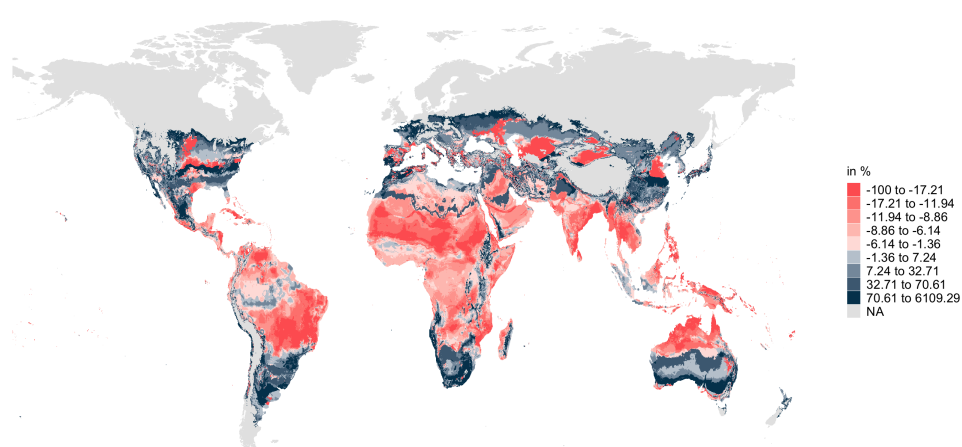 in %
-100 to -17.21
-17.21 to -11.94
-11.94 to -8.86
-8.86 to -6.14
-6.14 to -1.36
-1.36 to 7.24
7.24 to 32.71
32.71 to 70.61
70.61 to 6109.29
NA